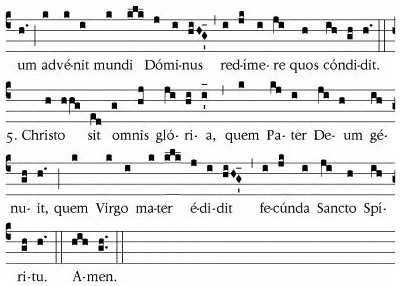 um advénit mundi Dóminus red-íme-re quos cóndi-dit.
5. Christo sit omnis gló-ri-a, quem Pa-ter De-um gé-
nu-it, quem Virgo ma-ter é-di-dit fe-cúnda Sancto Spí-
ri-tu. A-men.